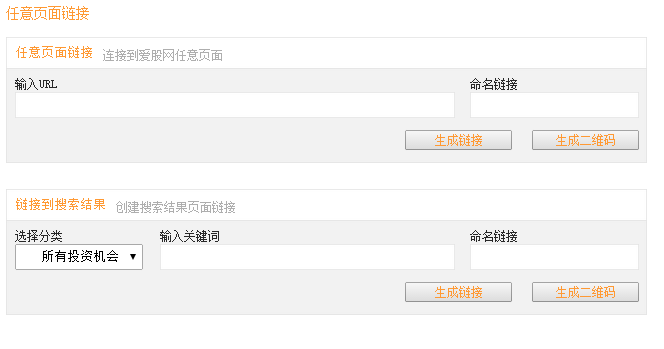 任意页面链接
任意页面链接 连接到爱股网任意页面
输入URL 命名链接
生成链接 生成二维码
链接到搜索结果 创建搜索结果页面链接
选择分类 输入关键词 命名链接
所有投资机会 ▼
生成链接 生成二维码